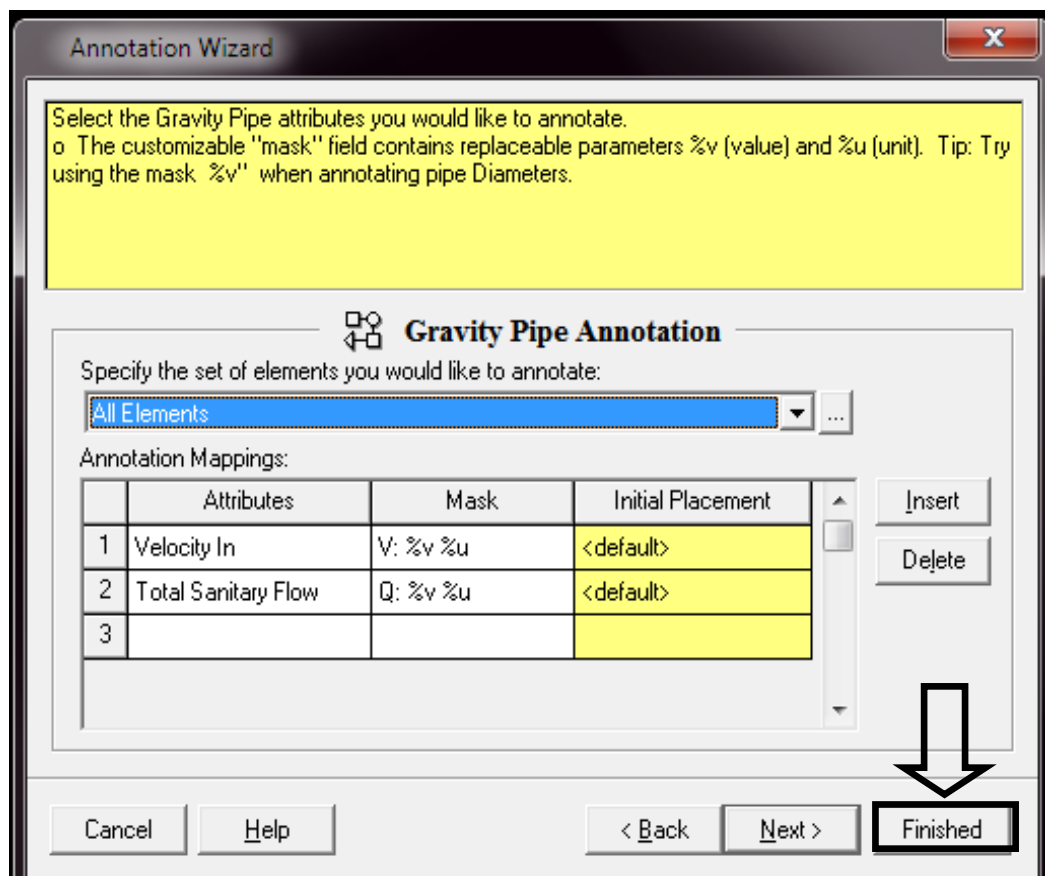 Annotation Wizard
x
Select the Gravity Pipe attributes you would like to annotate.
o The customizable "mask" field contains replaceable parameters %v (value) and %u (unit). Tip: Try
using the mask %v" when annotating pipe Diameters.
Gravity Pipe Annotation
Specify the set of elements you would like to annotate:
All Elements
...
Annotation Mappings:
Attributes Mask Initial Placement
Insert
1 Velocity In V: %v %u <default>
Delete
2 Total Sanitary Flow Q: %v %u <default>
3
Cancel Help < Back Next > Finished